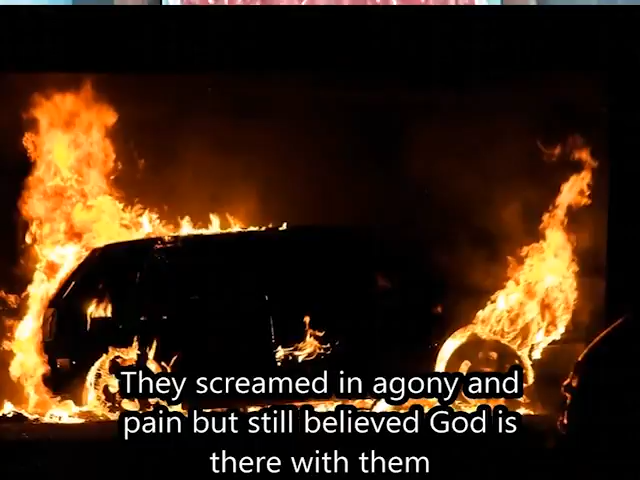 They screamed in agony and
pain but still believed God is
there with them